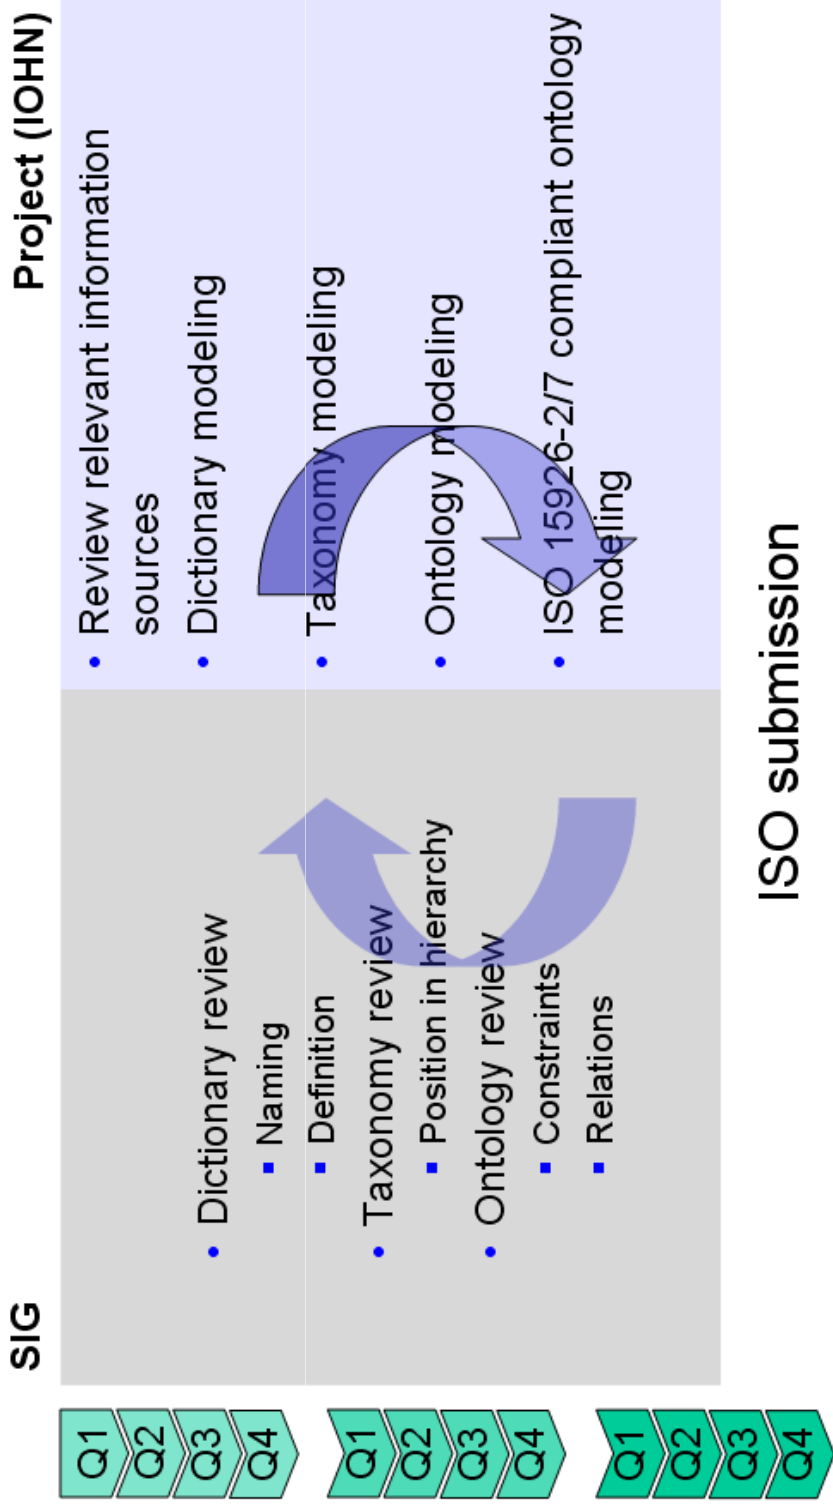 SIG
Project (IOHN)
Q1
Q2
Q3
Q4
Q1
Q2
Q3
Q4
Q1
Q2
Q3
Q4
Dictionary review
Naming
Definition
Taxonomy review
Position in hierarchy
Ontology review
Constraints
Relations
Review relevant information
sources
Dictionary modeling
Taxonomy modeling
Ontology modeling
ISO 15926-2/7 compliant ontology
modeling
ISO submission